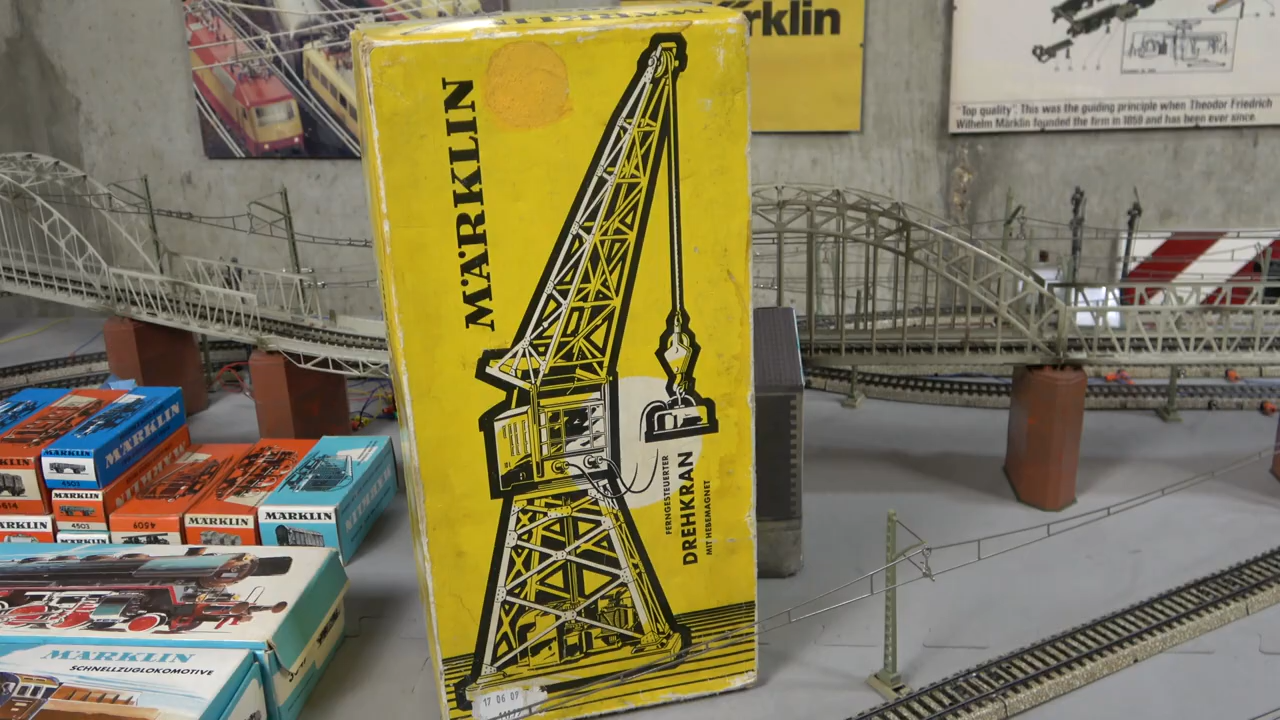 MÄRKLIN
rklin
"Top quality". This was the guiding principle when Theodor Friedrich
Wilhelm Märklin founded the firm in 1859 and has been ever since.
MÄRKLIN
FERNGESTEUERTER
DREHKRAN
MIT HEBEMAGNET
17 06 07
MÄRKLIN
MÄRKLIN
4503
MÄRKLIN
4503
4509
MÄRKLIN
MÄRKLIN
MÄRKLIN
SCHNELLZUGLOKOMOTIVE